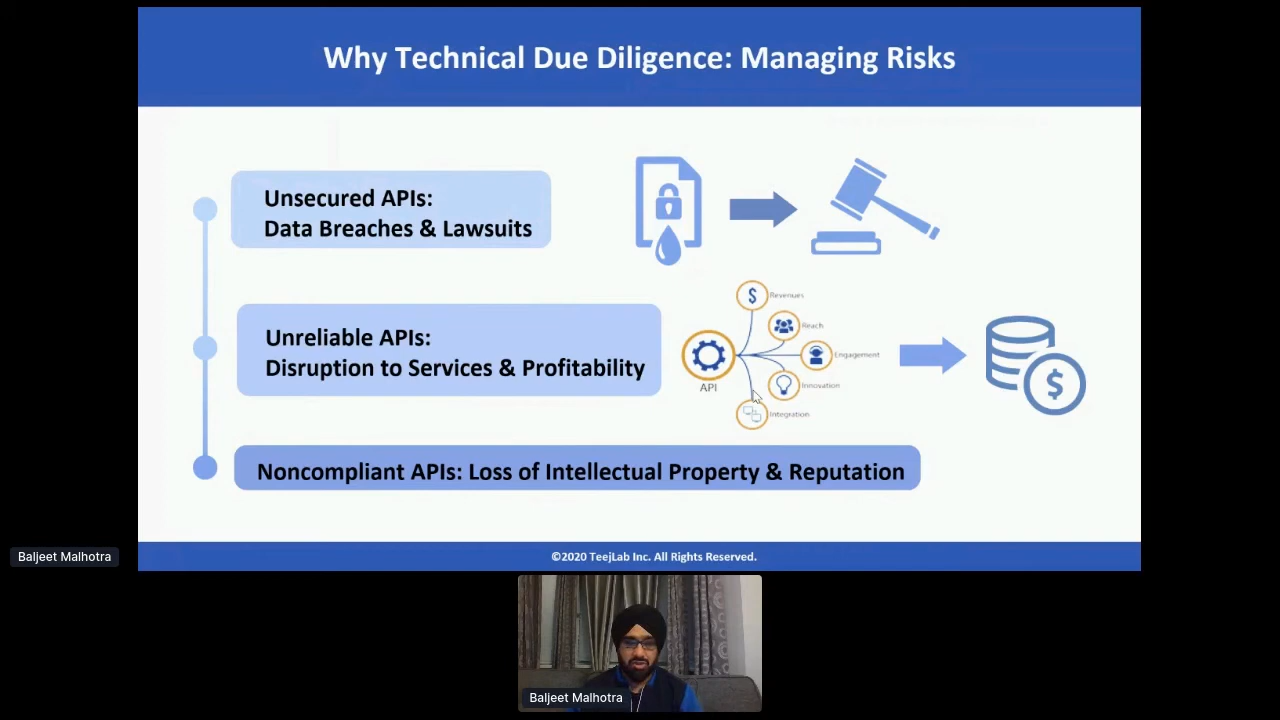 Why Technical Due Diligence: Managing Risks
Unsecured APIs:
Data Breaches & Lawsuits
Unreliable APIs:
Disruption to Services & Profitability
$
Revenues
Reach
Engagement
Innovation
Integration
API
$
Noncompliant APIs: Loss of Intellectual Property & Reputation
©2020 TeejLab Inc. All Rights Reserved.
Baljeet Malhotra
Baljeet Malhotra